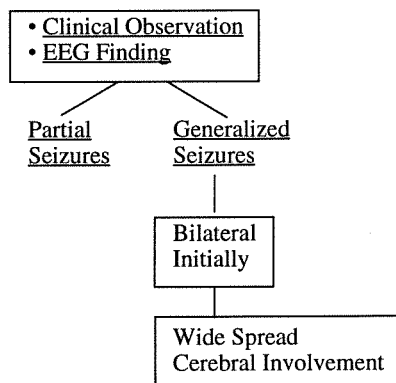 • Clinical Observation
• EEG Finding
Partial
Seizures
Generalized
Seizures
Bilateral
Initially
Wide Spread
Cerebral Involvement